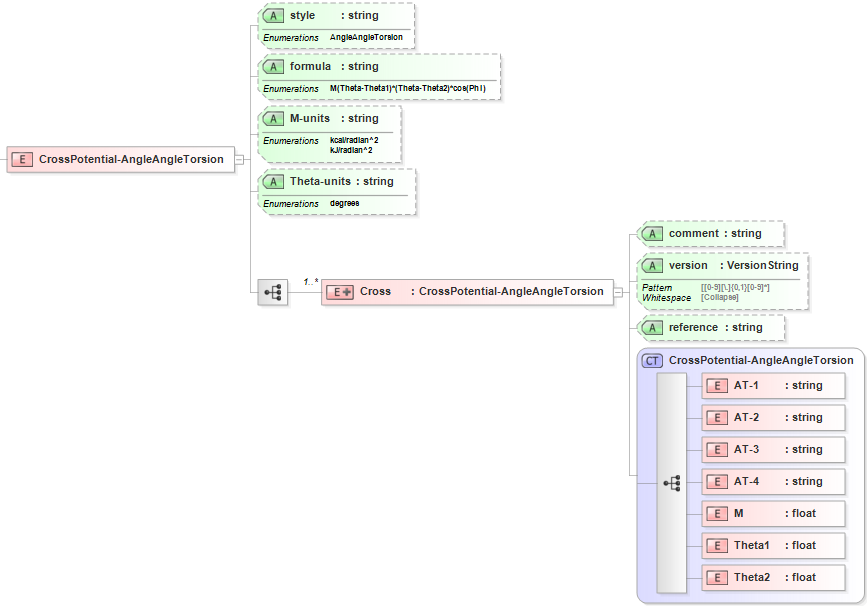 A style : string
Enumerations AngleAngleTorsion
A formula : string
Enumerations M(Theta-Theta1)*(Theta-Theta2)*cos(Phi)
A M-units : string
Enumerations kcal/radian^2
kJ/radian^2
E CrossPotential-AngleAngleTorsion
A Theta-units : string
Enumerations degrees
A comment : string
A version : VersionString
Pattern [[0-9][\.]{0,1}[0-9]*]
Whitespace [Collapse]
1..* E Cross : CrossPotential-AngleAngleTorsion
A reference : string
CT CrossPotential-AngleAngleTorsion
E AT-1 : string
E AT-2 : string
E AT-3 : string
E AT-4 : string
E M : float
E Theta1 : float
E Theta2 : float